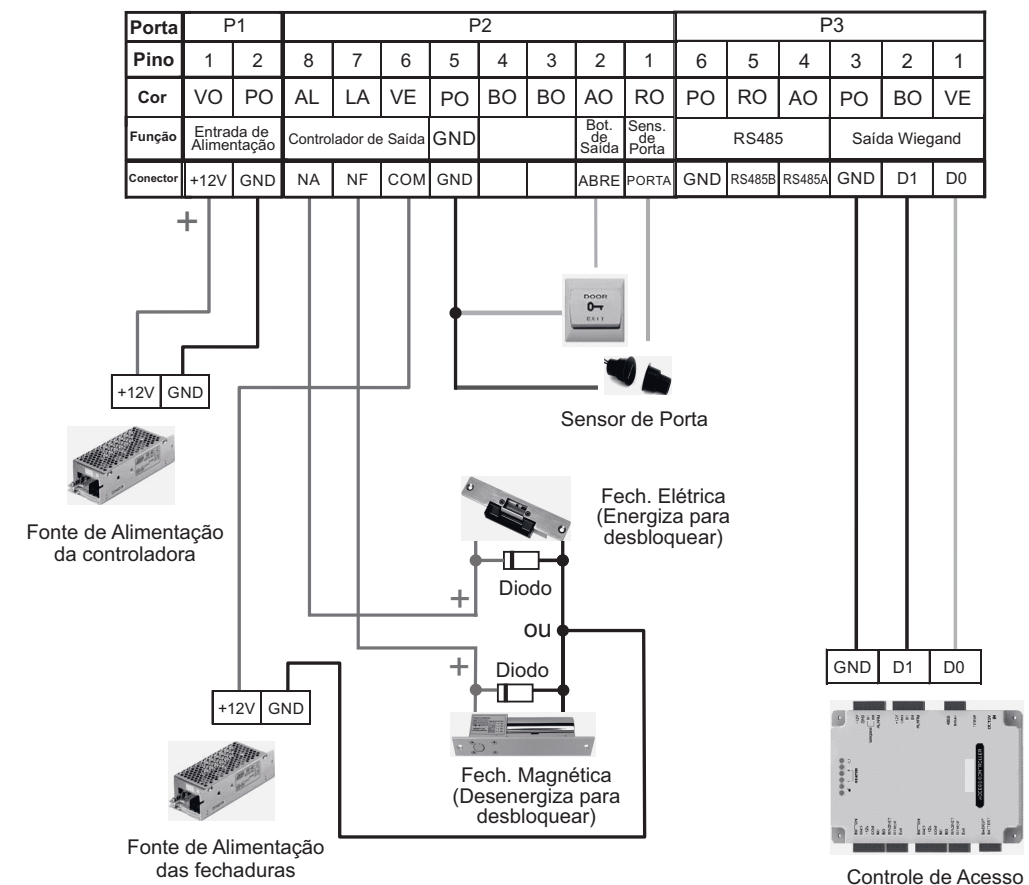 Porta P1 P2 P3
Pino 1 2 8 7 6 5 4 3 2 1 6 5 4 3 2 1
Cor VO PO AL LA VE PO BO BO AO RO PO RO AO PO BO VE
Função Entrada de Alimentação Controlador de Saída GND Bot. de Saída Sens. de Porta RS485 Saída Wiegand
Conector +12V GND NA NF COM GND ABRE PORTA GND RS485B RS485A GND D1 D0
+
DOOR
EXIT
+12V GND
Sensor de Porta
Fonte de Alimentação
da controladora
Fech. Elétrica
(Energiza para
desbloquear)
Diodo
+
ou
Diodo
+
GND D1 D0
+12V GND
Fech. Magnética
(Desenergiza para
desbloquear)
Fonte de Alimentação
das fechaduras
Controle de Acesso